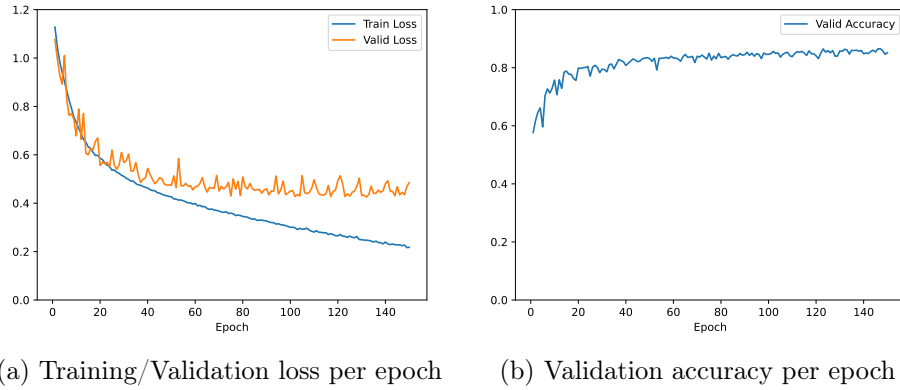 1.2
1.0
0.8
0.6
0.4
0.2
0.0
0 20 40 60 80 100 120 140
Epoch
Train Loss
Valid Loss
1.0
0.8
0.6
0.4
0.2
0.0
0 20 40 60 80 100 120 140
Epoch
Valid Accuracy
a) Training/Validation loss per epoch
(b) Validation accuracy per epoch